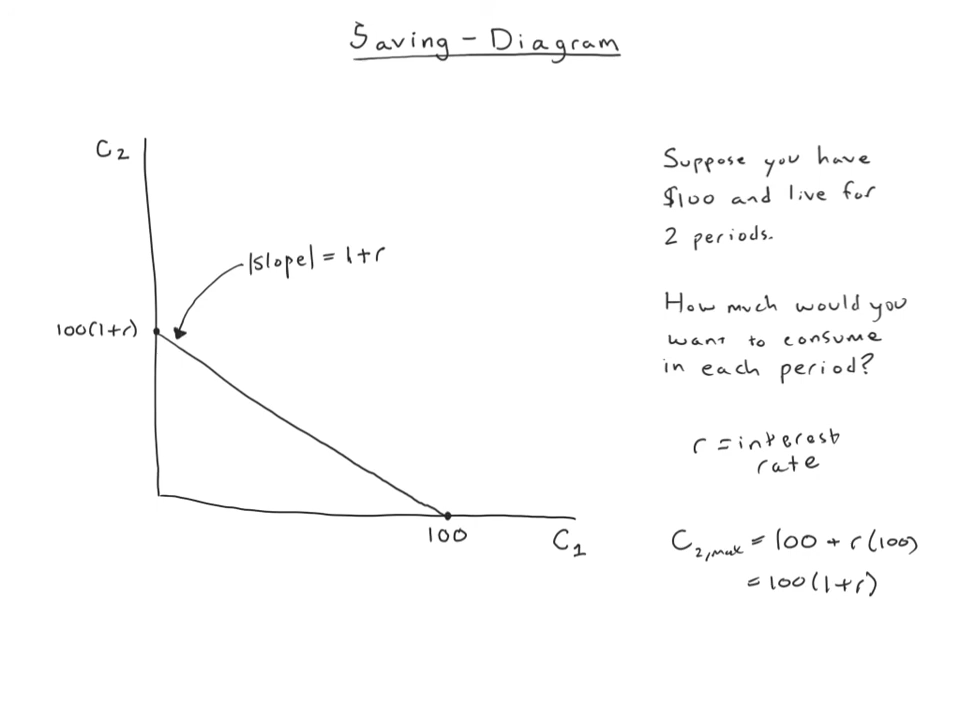 Saving - Diagram
C2
|slope| = 1+r
100(1+r)
100
C1
Suppose you have
$100 and live for
2 periods.
How much would you
want to consume
in each period?
r = interest
rate
C2,max = 100 + r(100)
= 100(1+r)